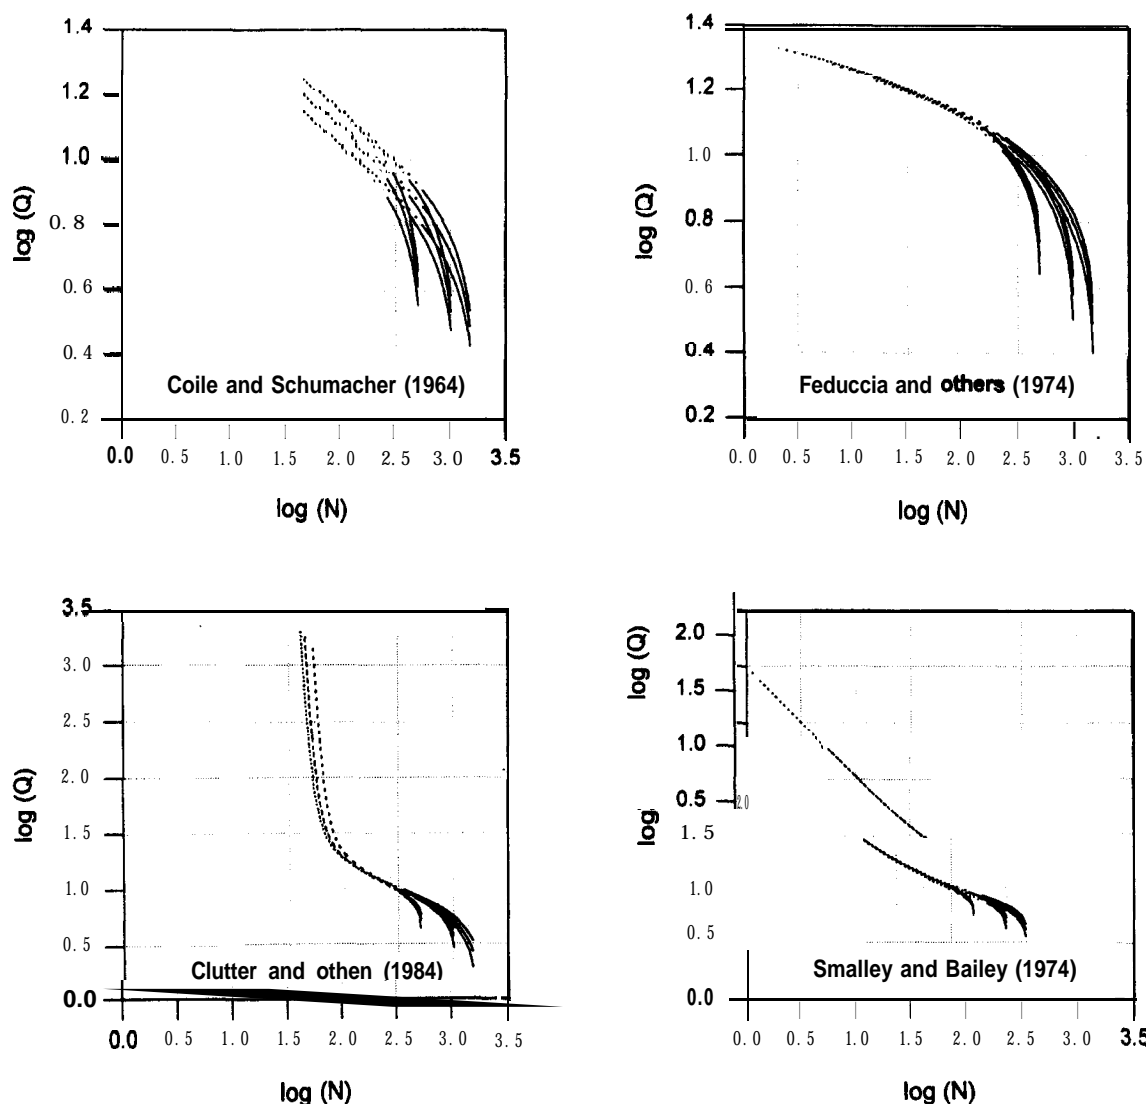 1.4
1.2
1.0
0.8
0.6
0.4
0.2
log (Q)
Coile and Schumacher (1964)
0.0 0.5 1.0 1.5 2.0 2.5 3.0 3.5
log (N)
1.4
1.2
1.0
0.8
0.6
0.4
0.2
log (Q)
Feduccia and others (1974)
0.0 0.5 1.0 1.5 2.0 2.5 3.0 3.5
log (N)
3.5
3.0
2.5
2.0
1.5
1.0
0.5
0.0
log (Q)
Clutter and othen (1984)
0.0 0.5 1.0 1.5 2.0 2.5 3.0 3.5
log (N)
2.0
1.5
1.0
0.5
2.0
1.5
1.0
0.5
0.0
log (Q)
log
Smalley and Bailey (1974)
0.0 0.5 1.0 1.5 2.0 2.5 3.0 3.5
log (N)